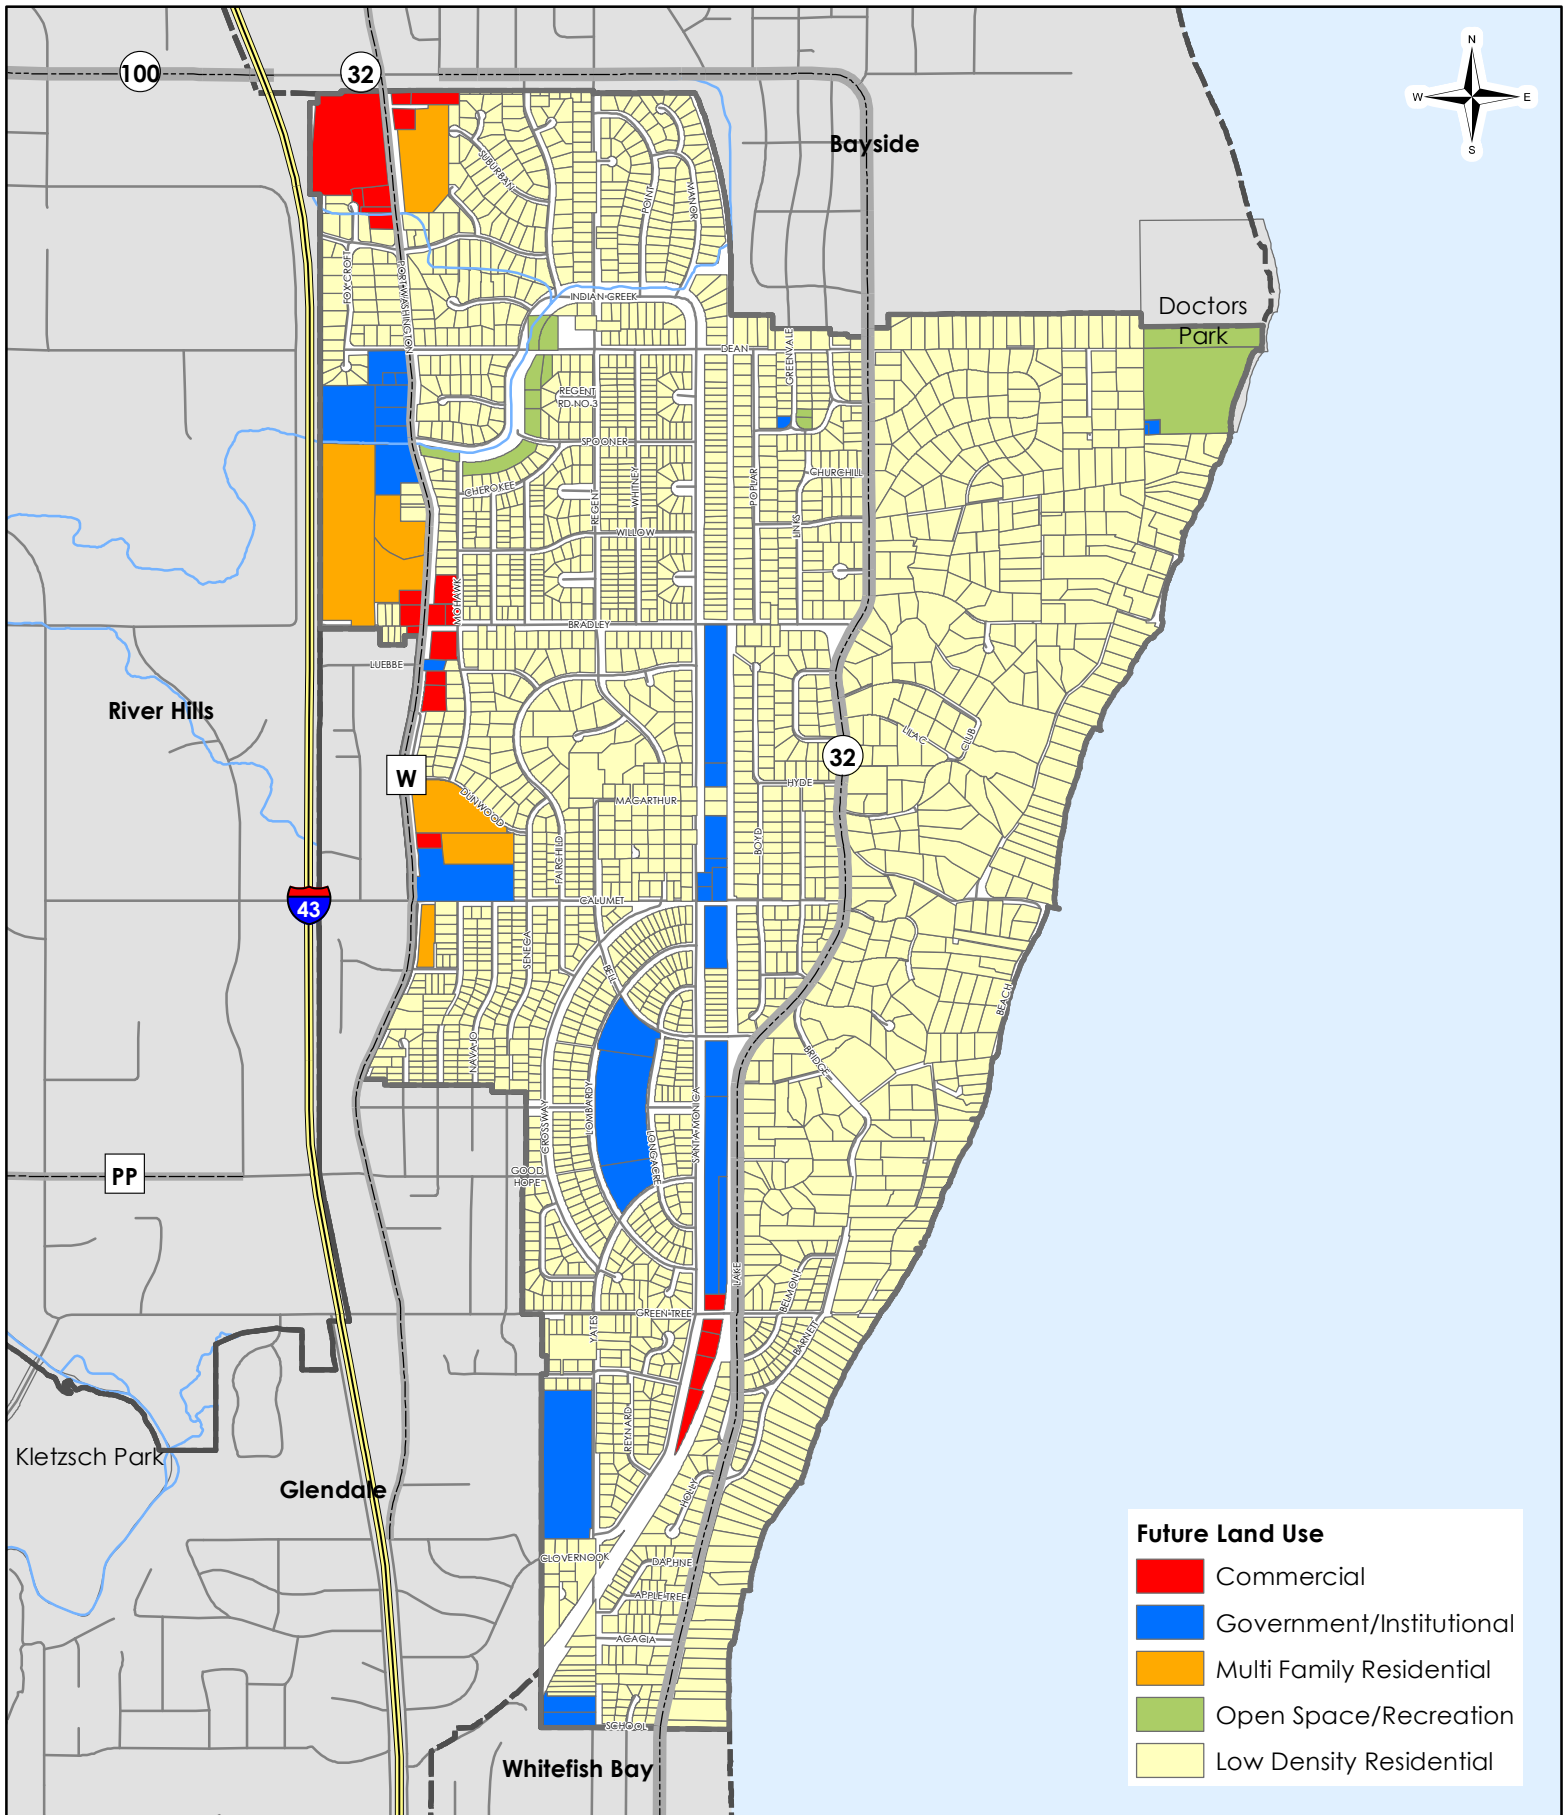 N
W
E
S
100
32
Bayside
SUBURBAN
POINT
MANOR
FOX CROFT
PORT WASHINGTON
INDIAN CREEK
Doctors
Park
DEAN
GREENVALE
REGENT
RD NO 3
SPOONER
CHURCHILL
CHEROKEE
REGENT
WHITNEY
POPLAR
LINKS
WILLOW
MOHAWK
BRADLEY
LUEBBE
River Hills
LILAC
CLUB
32
W
HYDE
DUNWOOD
MACARTHUR
BOYD
FAIRCHILD
43
CALUMET
SENECA
BELL
BEACH
NAVAJO
BRIDGE
LOMBARDY
CROSSWAY
SANTA MONICA
LONGACRE
PP
GOOD
HOPE
LAKE
BELMONT
GREEN TREE
YATES
BARNETT
REYNARD
Kletzsch Park
Glendale
HOLLY
CLOVERNOOK
DAPHNE
APPLE TREE
ACACIA
SCHOOL
Whitefish Bay
Future Land Use
Commercial
Government/Institutional
Multi Family Residential
Open Space/Recreation
Low Density Residential